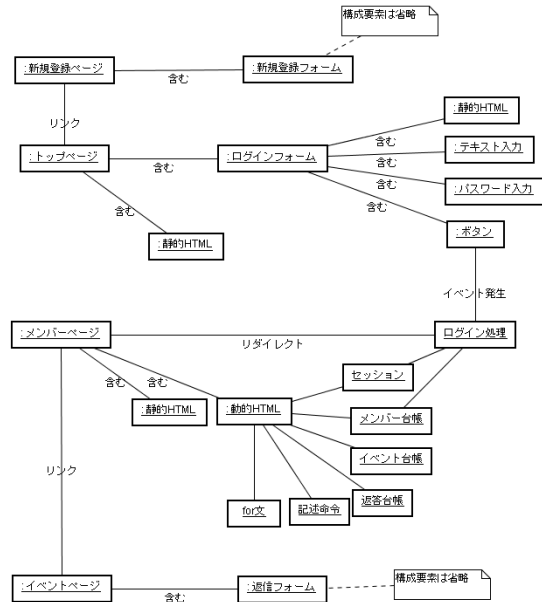 構成要素は省略
:新規登録ページ
含む
:新規登録フォーム
リンク
:静的HTML
:トップページ
含む
:ログインフォーム
含む
:テキスト入力
含む
含む
:パスワード入力
含む
含む
:静的HTML
:ボタン
イベント発生
:メンバーページ
リダイレクト
ログイン処理
含む
含む
セッション
:静的HTML
:動的HTML
メンバー台帳
リンク
イベント台帳
for文
記述命令
返答台帳
:イベントページ
含む
:返信フォーム
構成要素は省略